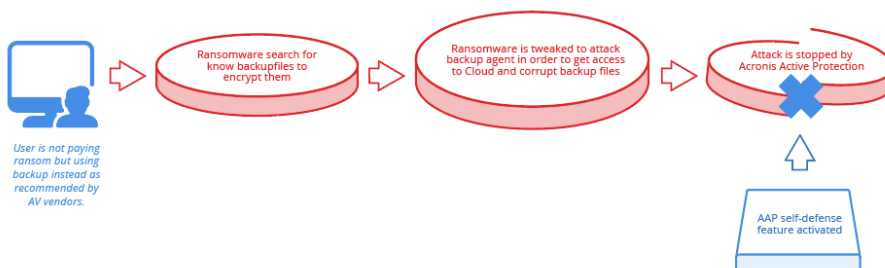 Ransomware search for
know backupfiles to
encrypt them
Ransomware is tweaked to attack
backup agent in order to get access
to Cloud and corrupt backup files
Attack is stopped by
Acronis Active Protection
User is not paying
ransom but using
backup instead as
recommended by
AV vendors.
AAP self-defense
feature activated